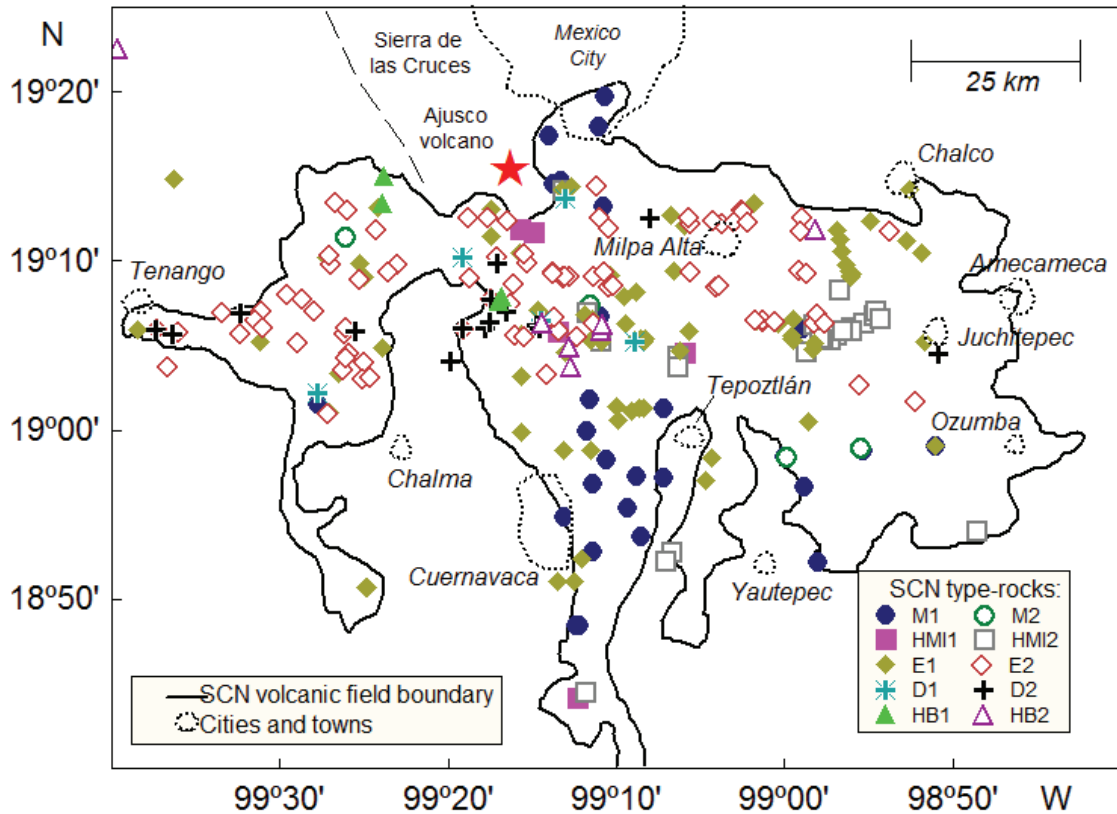 N
Sierra de
las Cruces
Mexico
City
25 km
19º20'
Ajusco
volcano
Chalco
Milpa Alta
19º10'
Tenango
Amecameca
Juchitepec
Tepoztlán
19º00'
Ozumba
Chalma
Cuernavaca
Yautepec
18º50'
SCN type-rocks:
M1 M2
HMI1 HMI2
E1 E2
D1 D2
HB1 HB2
SCN volcanic field boundary
Cities and towns
99º30' 99º20' 99º10' 99º00' 98º50' W